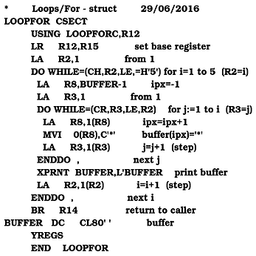 *        Loops/For - struct        29/06/2016
LOOPFOR  CSECT
         USING  LOOPFORC,R12
         LR     R12,R15            set base register
         LA     R2,1               from 1
         DO WHILE=(CH,R2,LE,=H'5') for i=1 to 5  (R2=i)
           LA   R8,BUFFER-1        ipx=-1
           LA   R3,1               from 1
           DO WHILE=(CR,R3,LE,R2)    for j:=1 to i  (R3=j)
             LA    R8,1(R8)        ipx=ipx+1
             MVI   0(R8),C'*'      buffer(ipx)='*'
             LA    R3,1(R3)        j=j+1  (step)
           ENDDO  ,                next j
           XPRNT  BUFFER,L'BUFFER    print buffer
           LA    R2,1(R2)          i=i+1  (step)
         ENDDO  ,                  next i
         BR     R14                return to caller
BUFFER   DC     CL80' '            buffer
         YREGS
         END    LOOPFOR